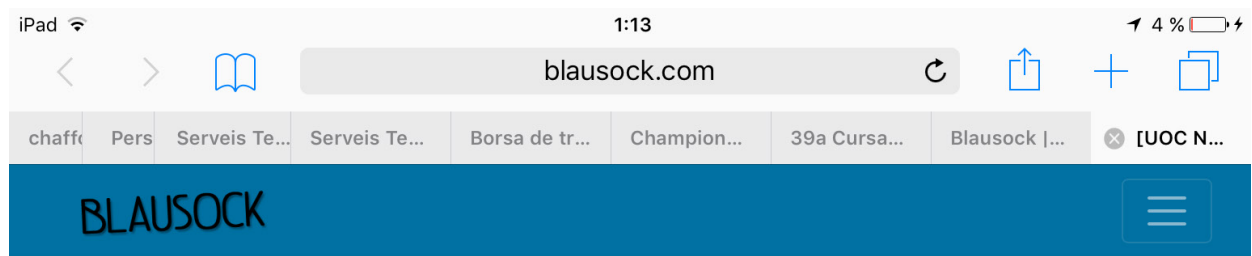 iPad 1:13 4 %
blausock.com
chaffo Pers Serveis Te... Serveis Te... Borsa de tr... Champion... 39a Cursa... Blausock |... [UOC N...
BLAUSOCK